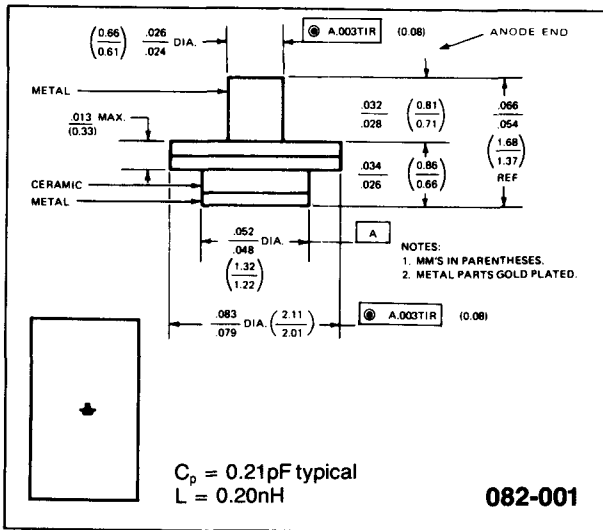 (0.66/0.61) .026/.024 DIA.
◎ A.003TIR (0.08)
ANODE END
METAL
.032/.028 (0.81/0.71)
.066/.054
(1.68/1.37)
REF
.013 MAX.
(0.33)
.034/.026 (0.86/0.66)
CERAMIC
METAL
.052/.048 DIA.
(1.32/1.22)
A
NOTES:
1. MM'S IN PARENTHESES.
2. METAL PARTS GOLD PLATED.
.083/.079 DIA. (2.11/2.01)
◎ A.003TIR (0.08)
Cp = 0.21pF typical
L = 0.20nH
082-001